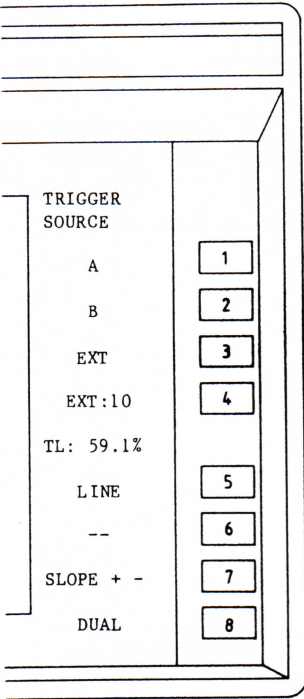 TRIGGER
SOURCE
A 1
B 2
EXT 3
EXT:10 4
TL: 59.1%
LINE 5
-- 6
SLOPE + - 7
DUAL 8